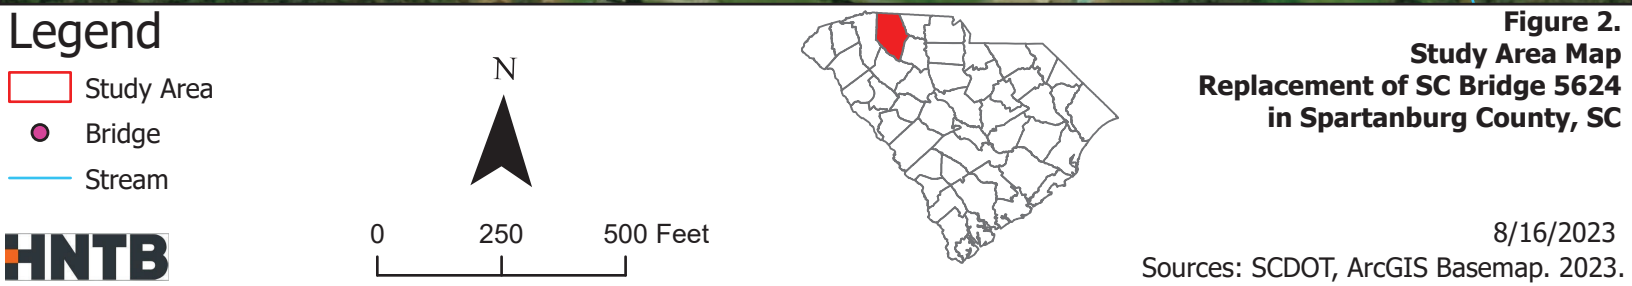 Legend
Study Area
Bridge
Stream
HNTB
N
0 250 500 Feet
Figure 2.
Study Area Map
Replacement of SC Bridge 5624
in Spartanburg County, SC
8/16/2023
Sources: SCDOT, ArcGIS Basemap. 2023.